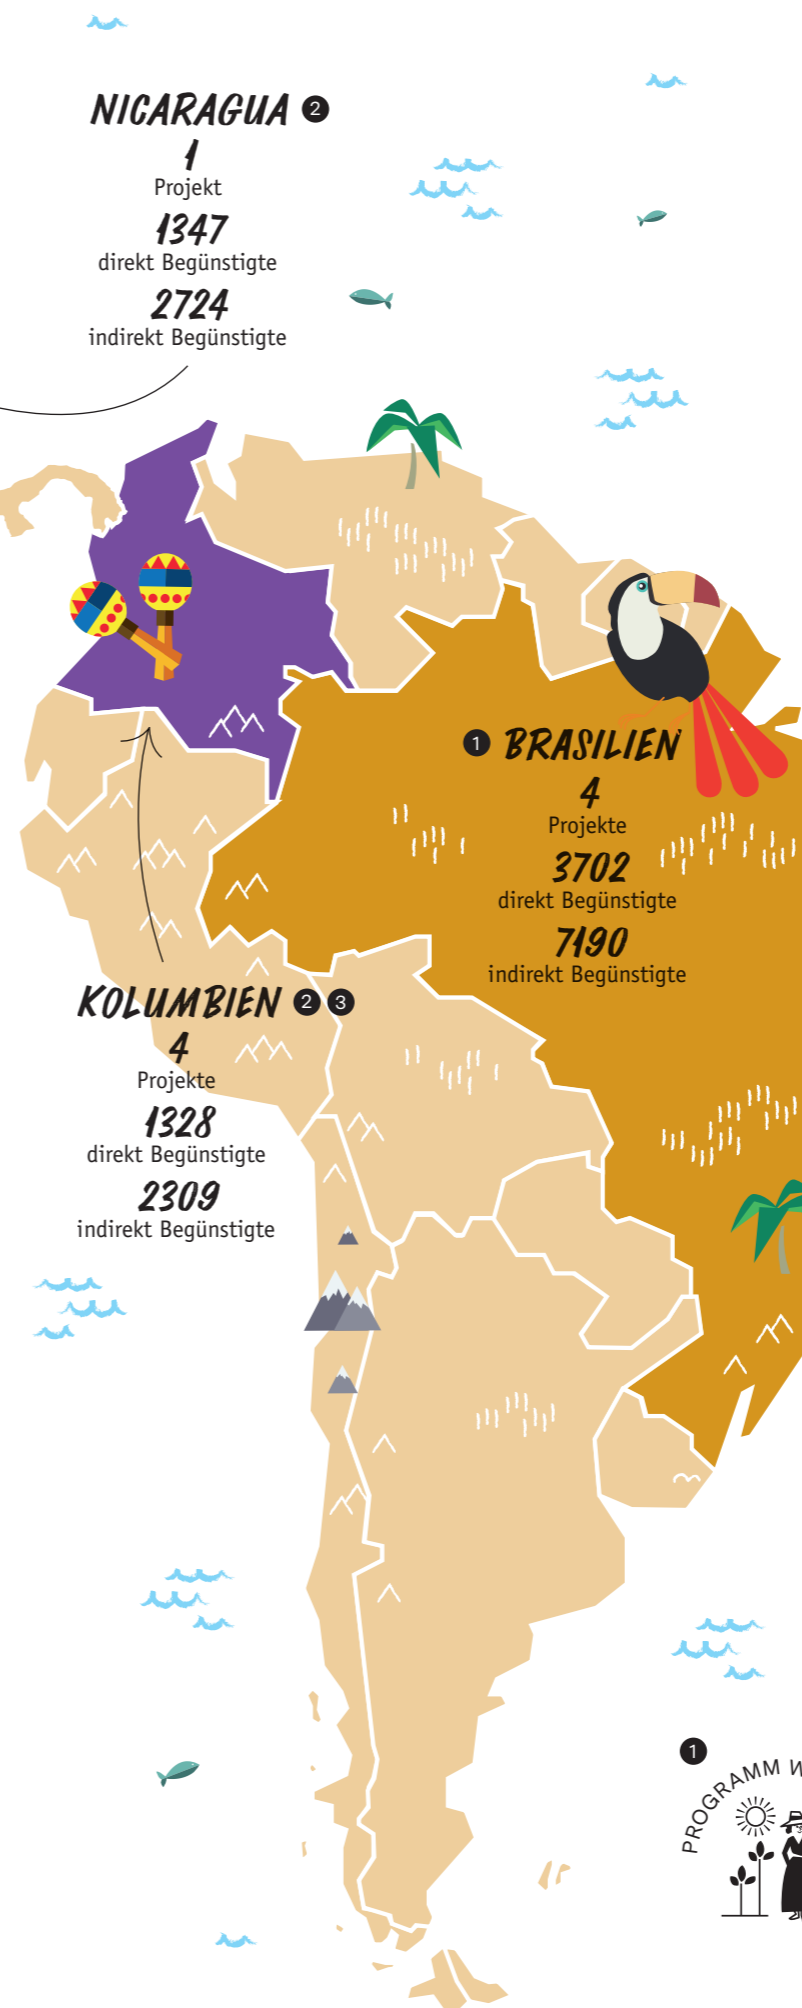 NICARAGUA 2
1
Projekt
1347
direkt Begünstigte
2724
indirekt Begünstigte
1 BRASILIEN
4
Projekte
3702
direkt Begünstigte
7190
indirekt Begünstigte
KOLUMBIEN 2 3
4
Projekte
1328
direkt Begünstigte
2309
indirekt Begünstigte
1
PROGRAMM